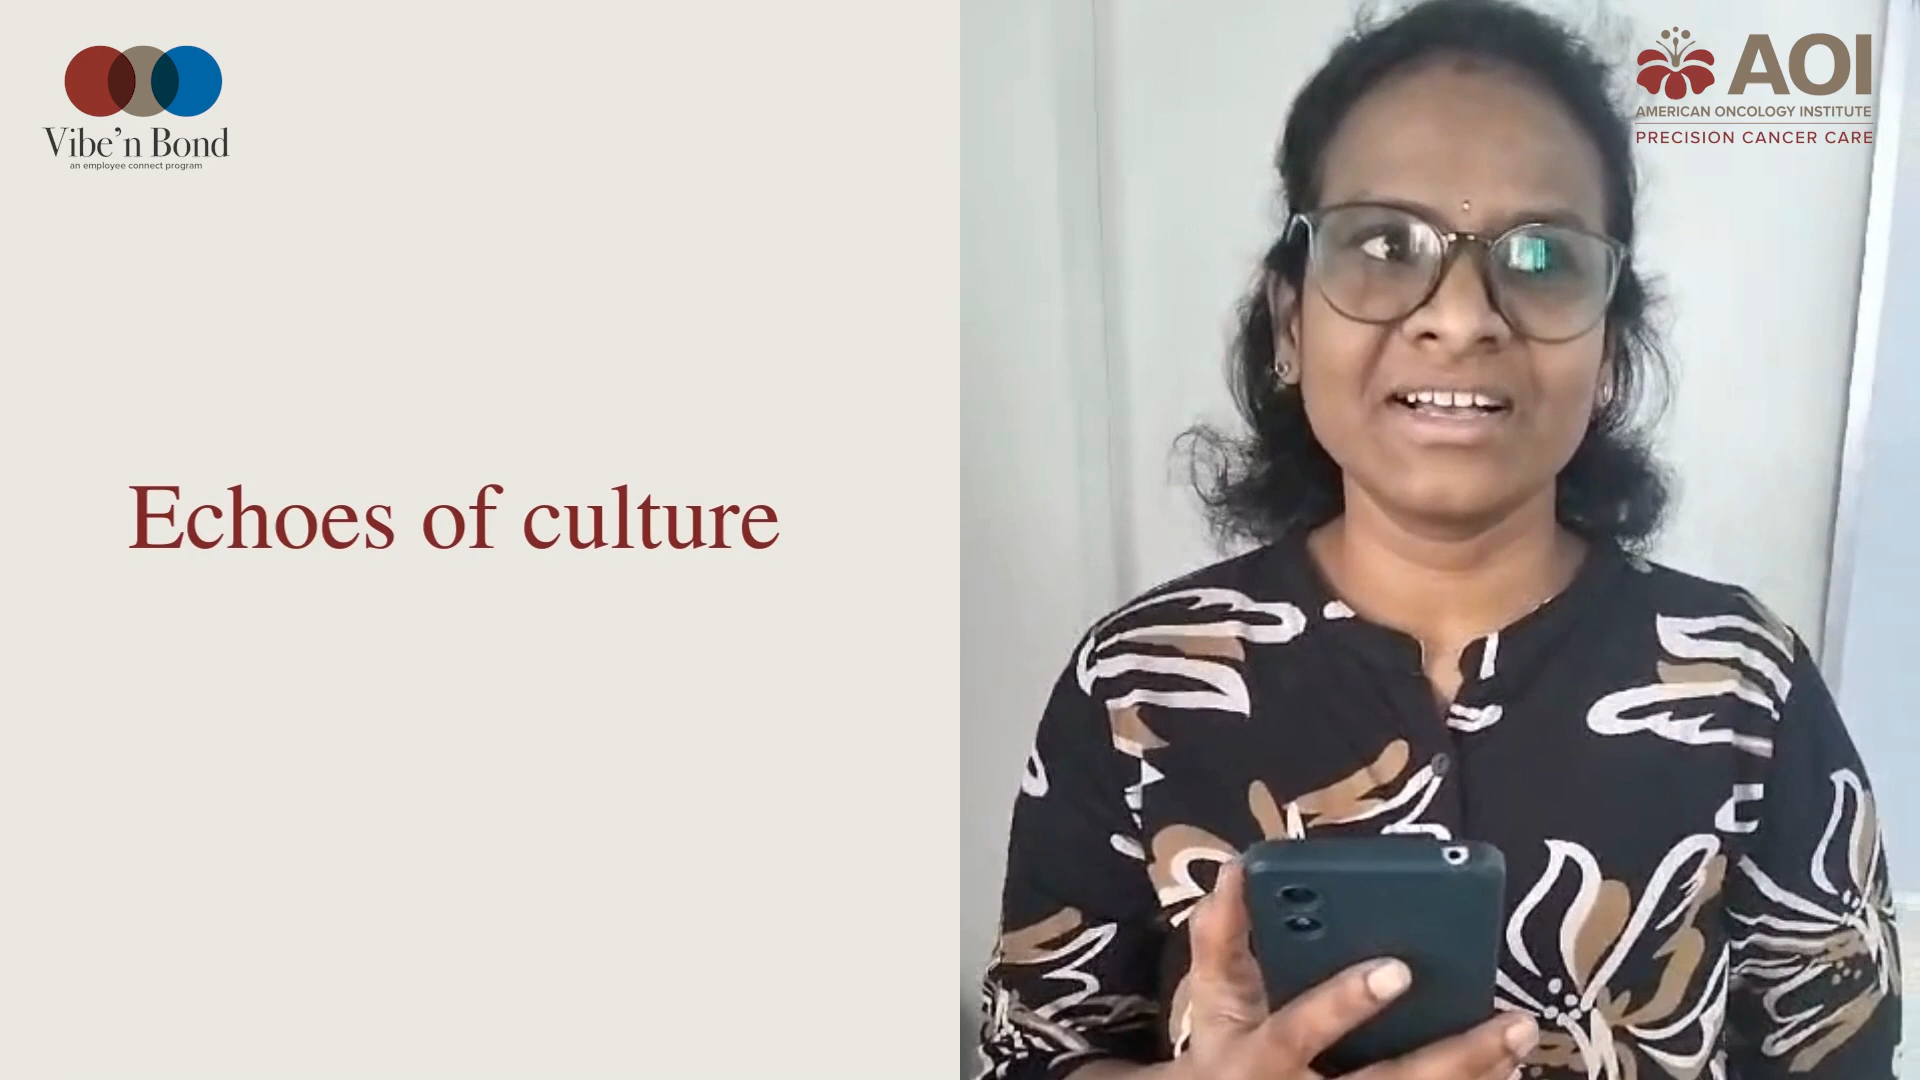 Vibe’n Bond
an employee connect program
Echoes of culture
AOI
AMERICAN ONCOLOGY INSTITUTE
PRECISION CANCER CARE